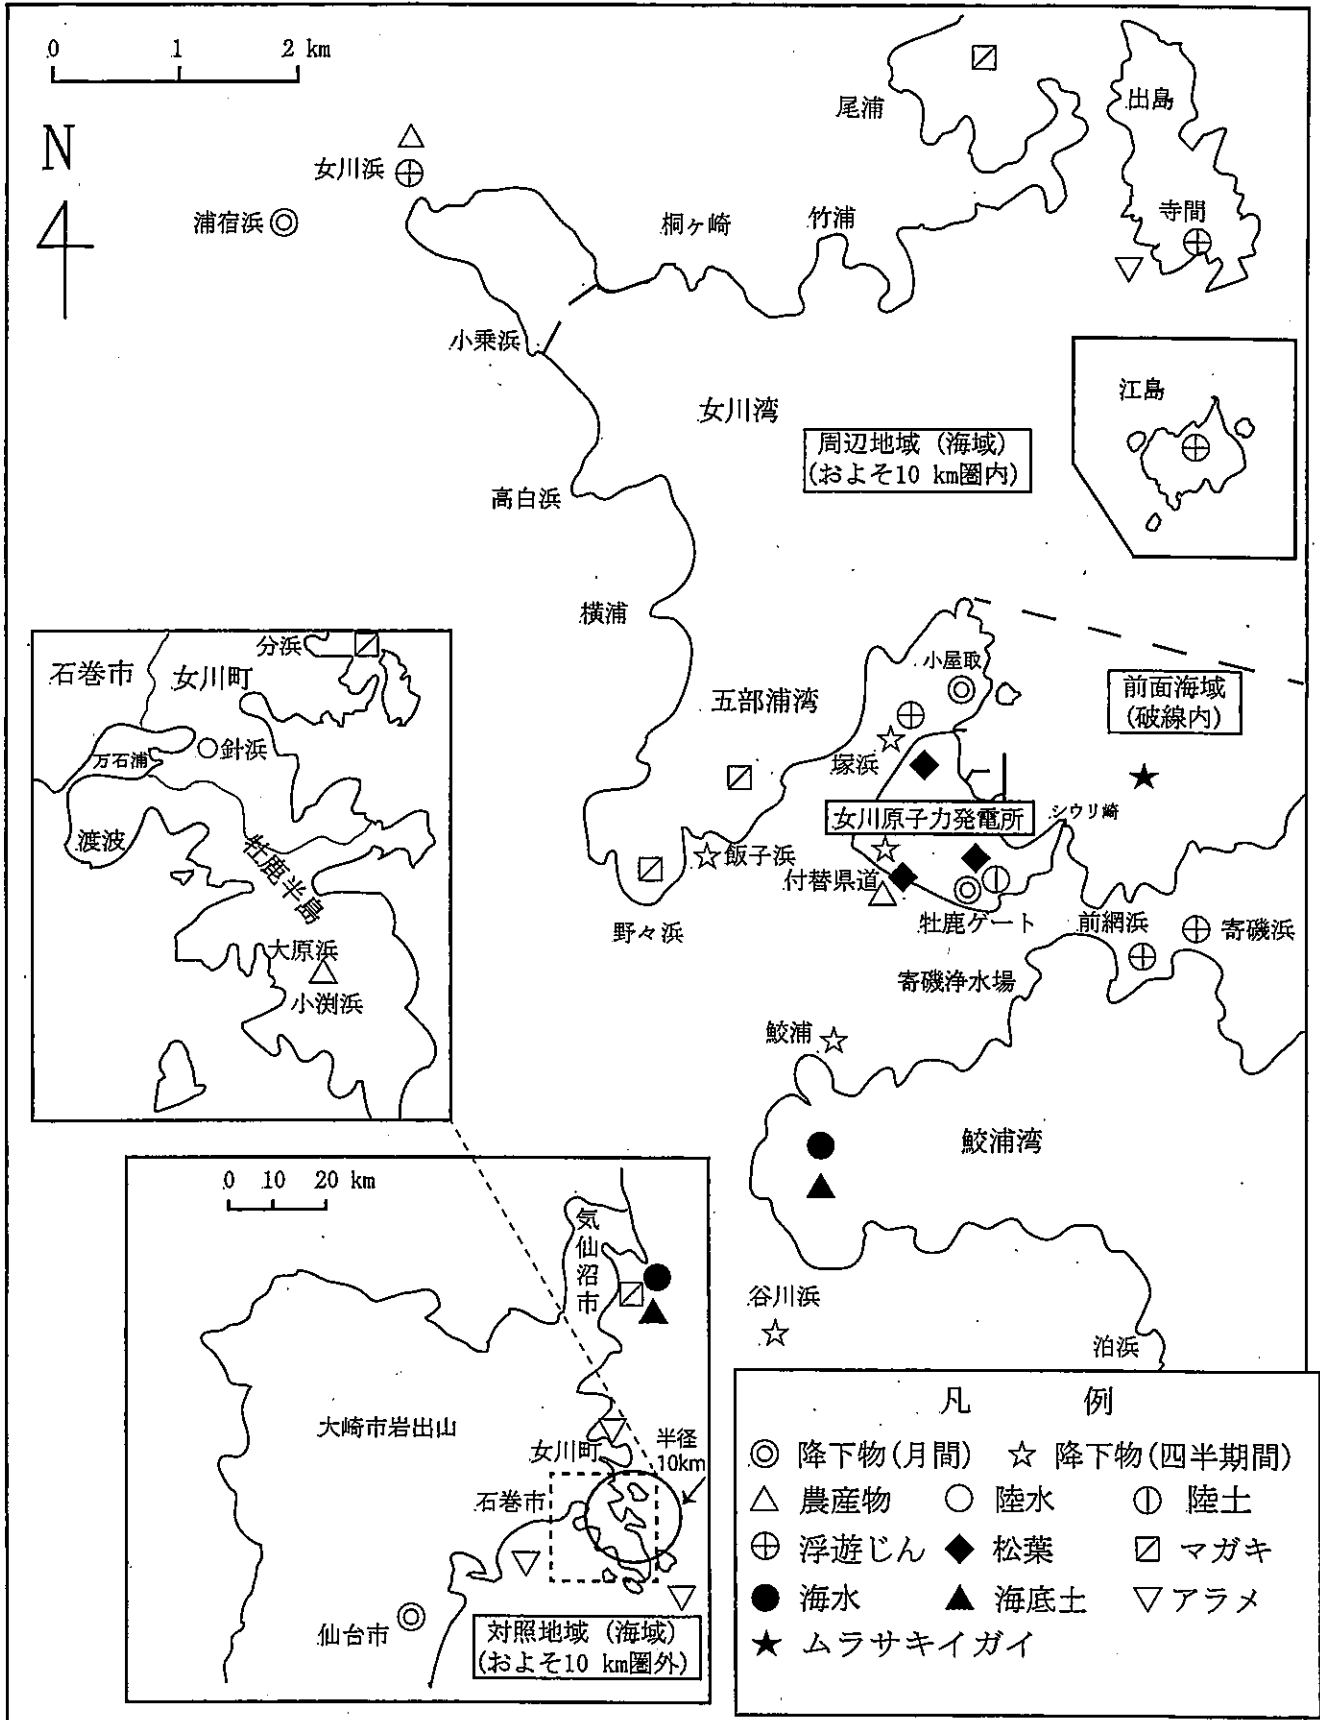 0 1 2 km
N
尾浦
出島
女川浜
浦宿浜
桐ヶ崎
竹浦
寺間
小乗浜
江島
女川湾
周辺地域(海域)
(およそ10 km圏内)
高白浜
横浦
小屋取
前面海域
(破線内)
五部浦湾
塚浜
女川原子力発電所
シウリ崎
飯子浜
付替県道
野々浜
牡鹿ゲート
前網浜
寄磯浜
寄磯浄水場
鮫浦
鮫浦湾
谷川浜
泊浜
分浜
石巻市
女川町
万石浦
針浜
渡波
牡鹿半島
大原浜
小渕浜
0 10 20 km
気仙沼市
大崎市岩出山
女川町
半径
10km
石巻市
仙台市
対照地域(海域)
(およそ10 km圏外)
凡 例
◎ 降下物(月間) ☆ 降下物(四半期間)
△ 農産物 ○ 陸水 陸土
⊕ 浮遊じん ◆ 松葉 マガキ
● 海水 ▲ 海底土 ▽ アラメ
★ ムラサキイガイ